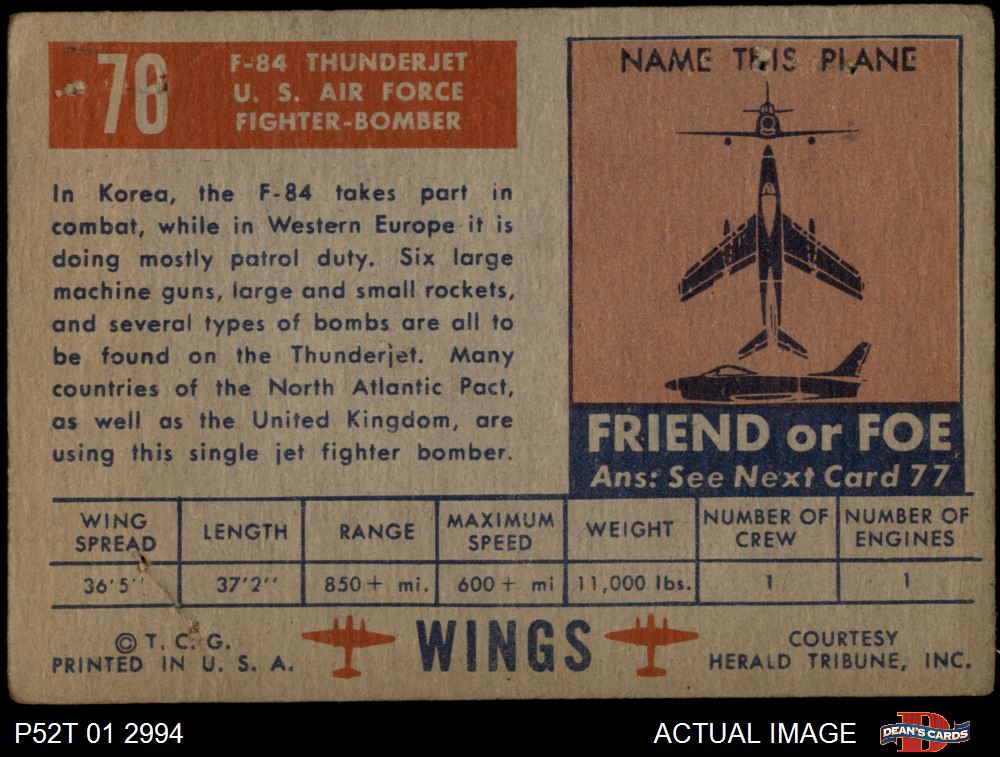 78
F-84 THUNDERJET
U. S. AIR FORCE
FIGHTER-BOMBER
In Korea, the F-84 takes part in
combat, while in Western Europe it is
doing mostly patrol duty. Six large
machine guns, large and small rockets,
and several types of bombs are all to
be found on the Thunderjet. Many
countries of the North Atlantic Pact,
as well as the United Kingdom, are
using this single jet fighter bomber.
NAME THIS PLANE
FRIEND or FOE
Ans: See Next Card 77
WING SPREAD LENGTH RANGE MAXIMUM SPEED WEIGHT NUMBER OF CREW NUMBER OF ENGINES
36'5'' 37'2'' 850+ mi. 600+ mi 11,000 lbs. 1 1
© T. C. G.
PRINTED IN U. S. A.
WINGS
COURTESY
HERALD TRIBUNE, INC.
P52T 01 2994
ACTUAL IMAGE
DEAN'S CARDS